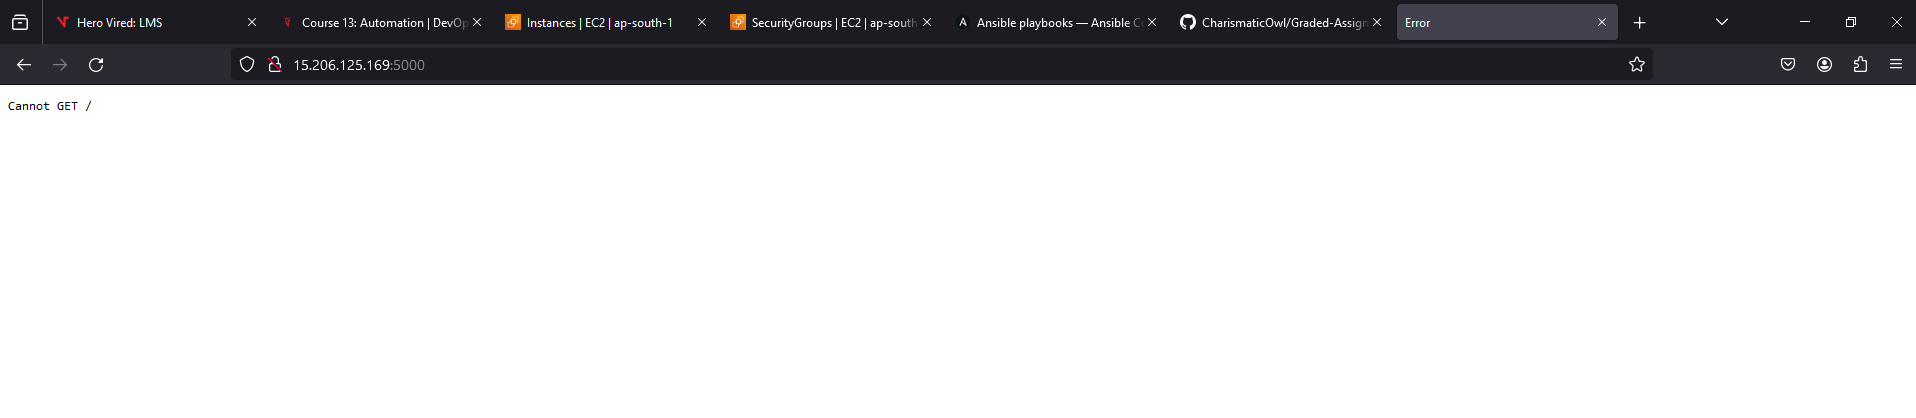 Hero Vired: LMS
Course 13: Automation | DevOp
Instances | EC2 | ap-south-1
SecurityGroups | EC2 | ap-south
Ansible playbooks — Ansible Co
CharismaticOwl/Graded-Assign
Error
15.206.125.169:5000
Cannot GET /